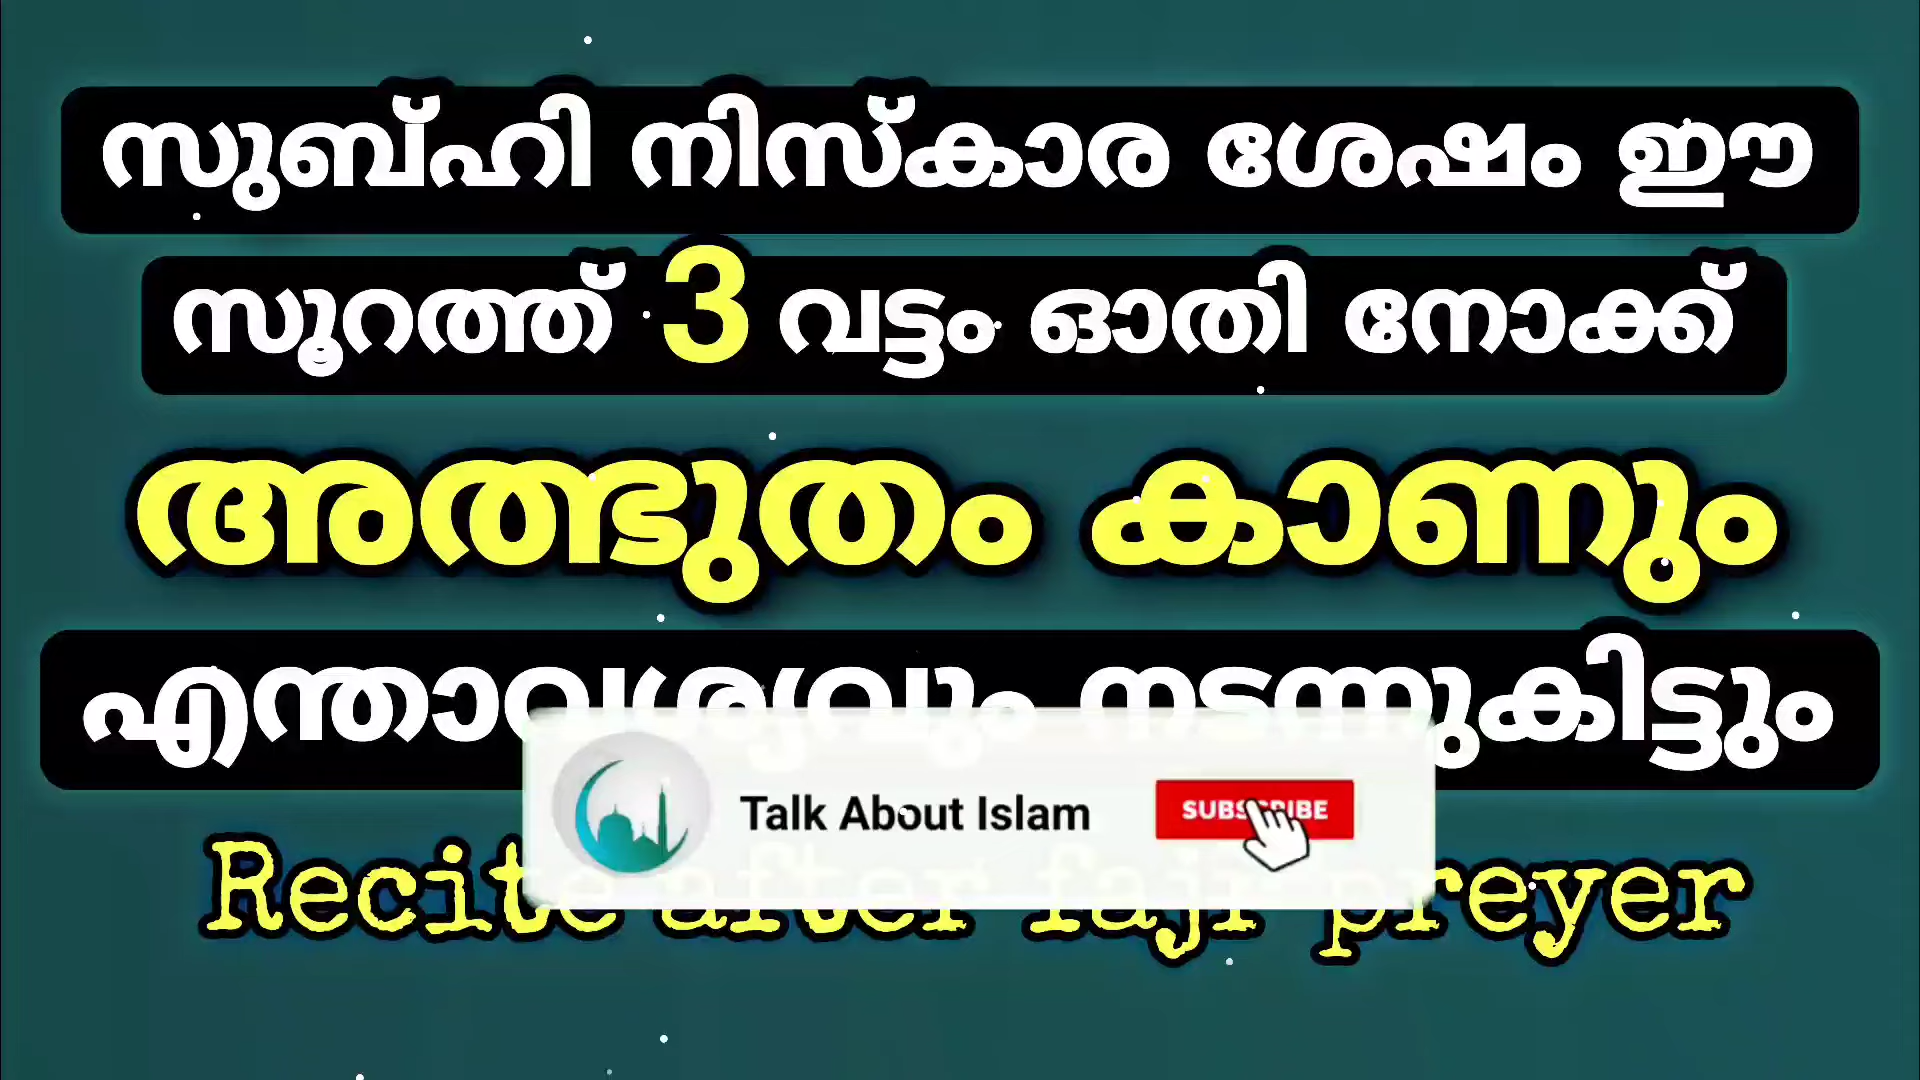 സുബ്ഹി നിസ്കാര ശേഷം ഈ
സൂറത്ത് 3 വട്ടം ഓതി നോക്ക്
അത്ഭുതം കാണും
എന്താവശ്യവും നടന്നുകിട്ടും
Talk About Islam
SUBSCRIBE
Recite after fajr preyer